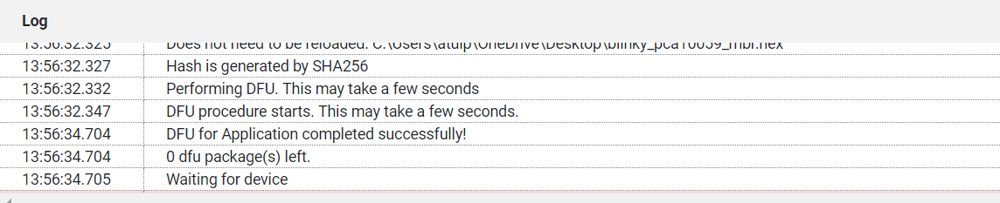 Log
13:56:32.325 Does not need to be reloaded: C:\Users\atulp\OneDrive\Desktop\blinky_pca10059_mbr.hex
13:56:32.327 Hash is generated by SHA256
13:56:32.332 Performing DFU. This may take a few seconds
13:56:32.347 DFU procedure starts. This may take a few seconds.
13:56:34.704 DFU for Application completed successfully!
13:56:34.704 0 dfu package(s) left.
13:56:34.705 Waiting for device